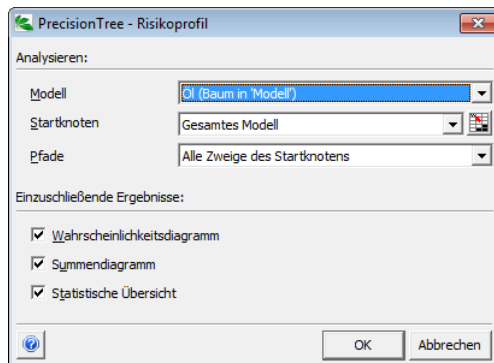 PrecisionTree - Risikoprofil
Analysieren:
Modell Öl (Baum in 'Modell')
Startknoten Gesamtes Modell
Pfade Alle Zweige des Startknotens
Einzuschließende Ergebnisse:
Wahrscheinlichkeitsdiagramm
Summendiagramm
Statistische Übersicht
OK Abbrechen